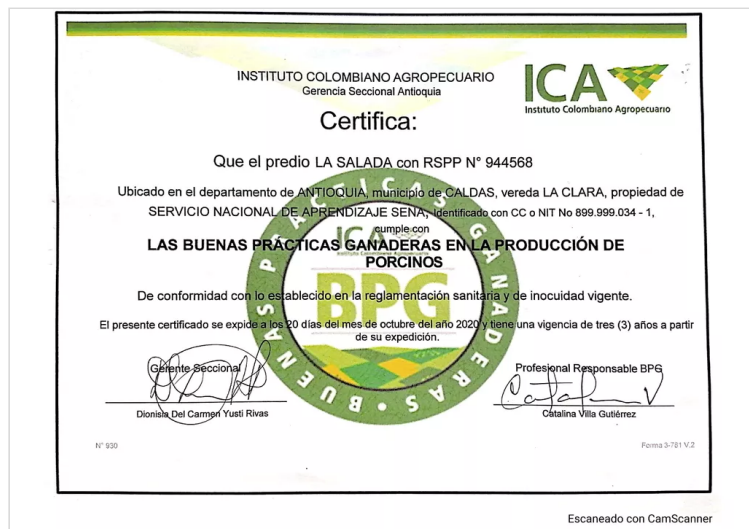 INSTITUTO COLOMBIANO AGROPECUARIO
Gerencia Seccional Antioquia
ICA
Instituto Colombiano Agropecuario
Certifica:
Que el predio LA SALADA con RSPP N° 944568
Ubicado en el departamento de ANTIOQUIA, municipio de CALDAS, vereda LA CLARA, propiedad de
SERVICIO NACIONAL DE APRENDIZAJE SENA, Identificado con CC o NIT No 899.999.034 - 1,
cumple con
LAS BUENAS PRÁCTICAS GANADERAS EN LA PRODUCCIÓN DE
PORCINOS
De conformidad con lo establecido en la reglamentación sanitaria y de inocuidad vigente.
El presente certificado se expide a los 20 días del mes de octubre del año 2020 y tiene una vigencia de tres (3) años a partir
de su expedición.
BUENAS PRACTICAS GANADERAS
ICA
Instituto Colombiano Agropecuario
BPG
Gerente Seccional
Dionisia Del Carmen Yusti Rivas
Profesional Responsable BPG
Catalina Villa Gutiérrez
N° 930
Forma 3-781 V.2
Escaneado con CamScanner